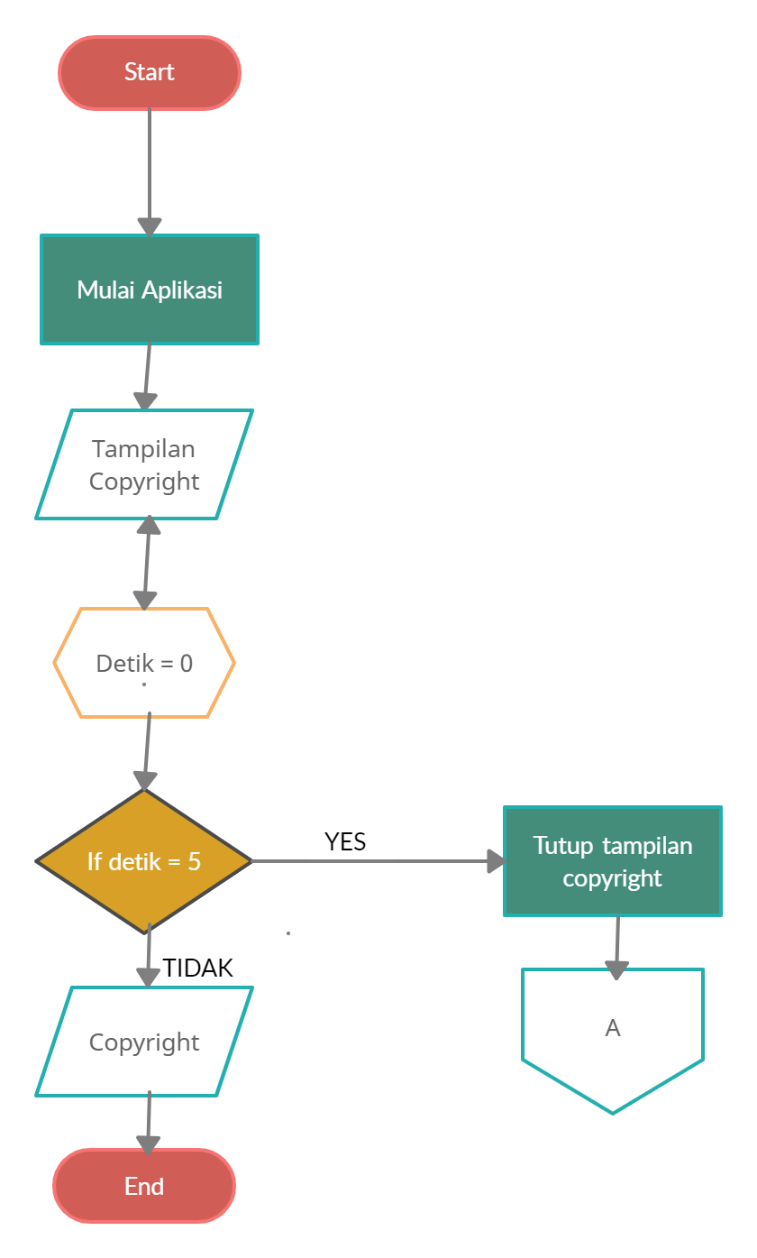 Start
Mulai Aplikasi
Tampilan
Copyright
Detik = 0
If detik = 5
YES
Tutup tampilan
copyright
TIDAK
A
Copyright
End